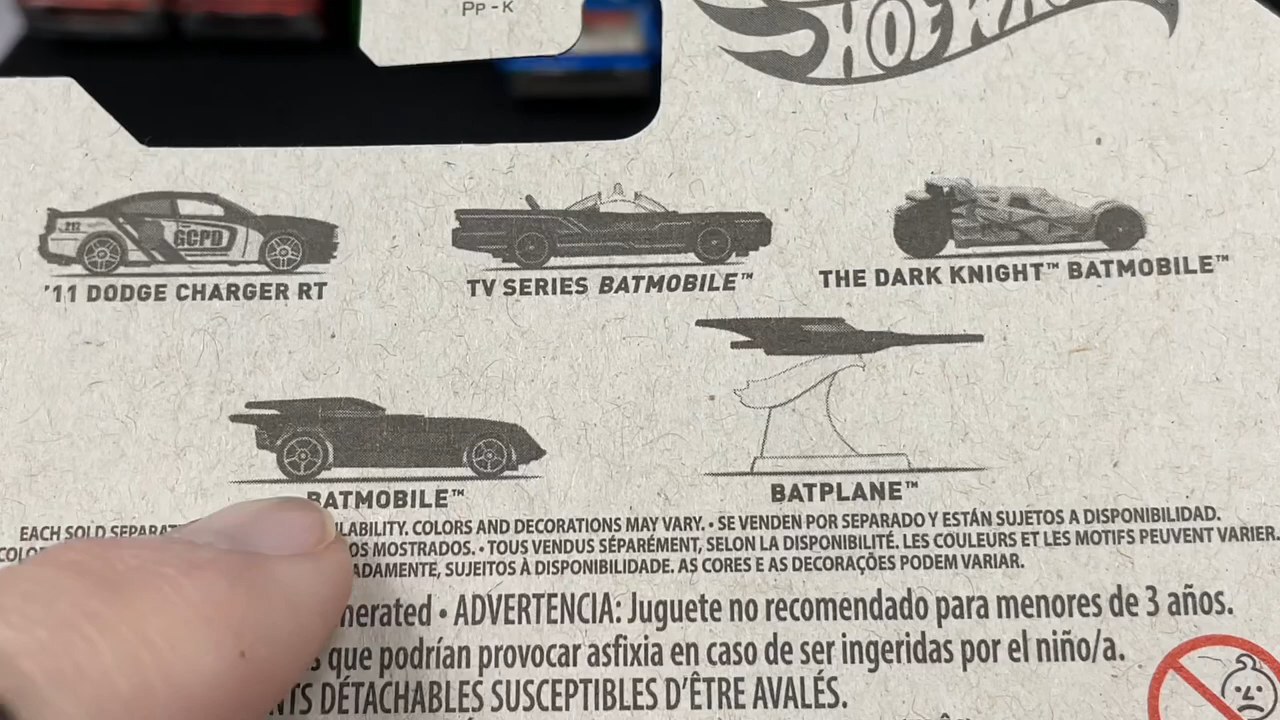 Pp - K
HOT WHE
212
GCPD
'11 DODGE CHARGER RT
TV SERIES BATMOBILE™
THE DARK KNIGHT™ BATMOBILE™
BATMOBILE™
BATPLANE™
EACH SOLD LABILITY. COLORS AND DECORATIONS MAY VARY. • SE VENDEN POR SEPARADO Y ESTÁN SUJETOS A DISPONIBILIDAD.
OS MOSTRADOS. • TOUS VENDUS SÉPARÉMENT, SELON LA DISPONIBILITÉ. LES COULEURS ET LES MOTIFS PEUVENT VARIER.
ADAMENTE, SUJEITOS À DISPONIBILIDADE. AS CORES E AS DECORAÇÕES PODEM VARIAR.
nerated • ADVERTENCIA: Juguete no recomendado para menores de 3 años.
s que podrían provocar asfixia en caso de ser ingeridas por el niño/a.
NTS DÉTACHABLES SUSCEPTIBLES D'ÊTRE AVALÉS.